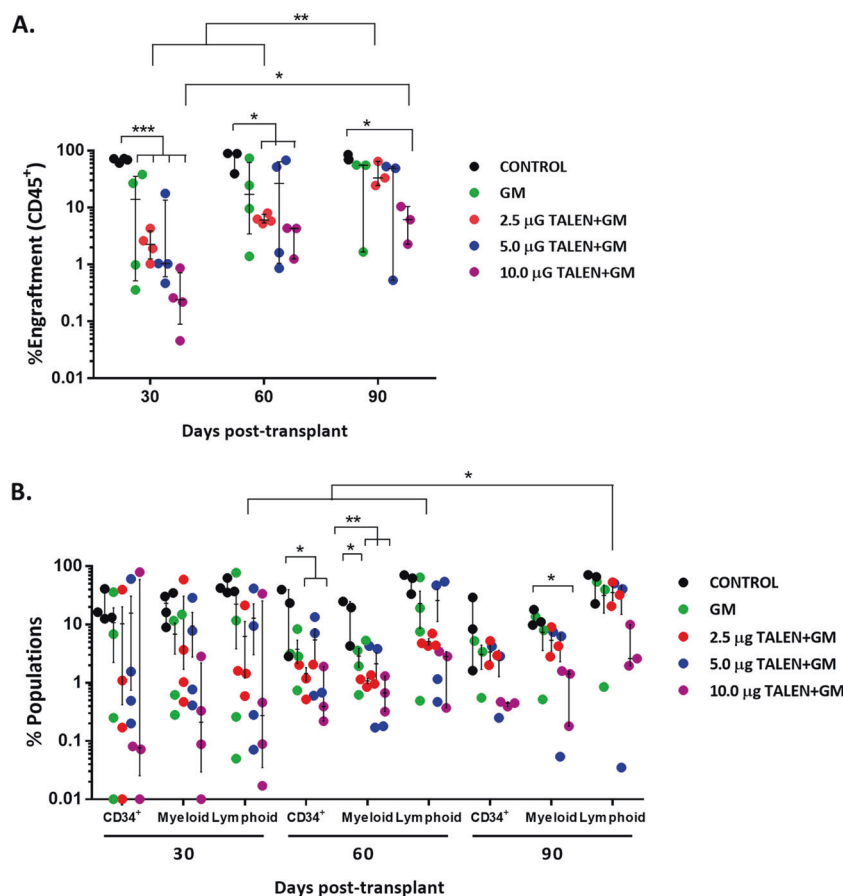 A.
**
*
***
*
*
%Engraftment (CD45+)
100
10
1
0.1
0.01
30
60
90
Days post-transplant
CONTROL
GM
2.5 μG TALEN+GM
5.0 μG TALEN+GM
10.0 μG TALEN+GM
B.
*
**
*
*
*
% Populations
100
10
1
0.1
0.01
CD34+ Myeloid Lymphoid CD34+ Myeloid Lymphoid CD34+ Myeloid Lymphoid
30
60
90
Days post-transplant
CONTROL
GM
2.5 μg TALEN+GM
5.0 μg TALEN+GM
10.0 μg TALEN+GM